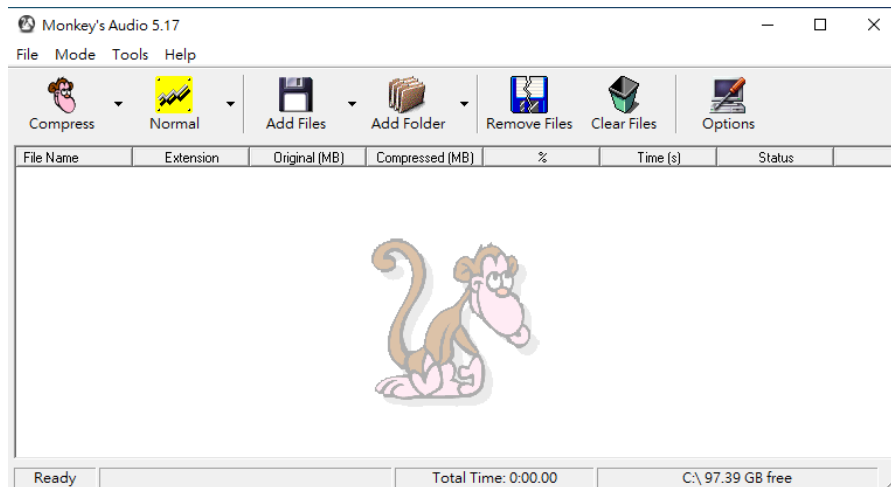 Monkey's Audio 5.17
File Mode Tools Help
Compress Normal Add Files Add Folder Remove Files Clear Files Options
File Name Extension Original (MB) Compressed (MB) % Time (s) Status
Ready Total Time: 0:00.00 C:\ 97.39 GB free